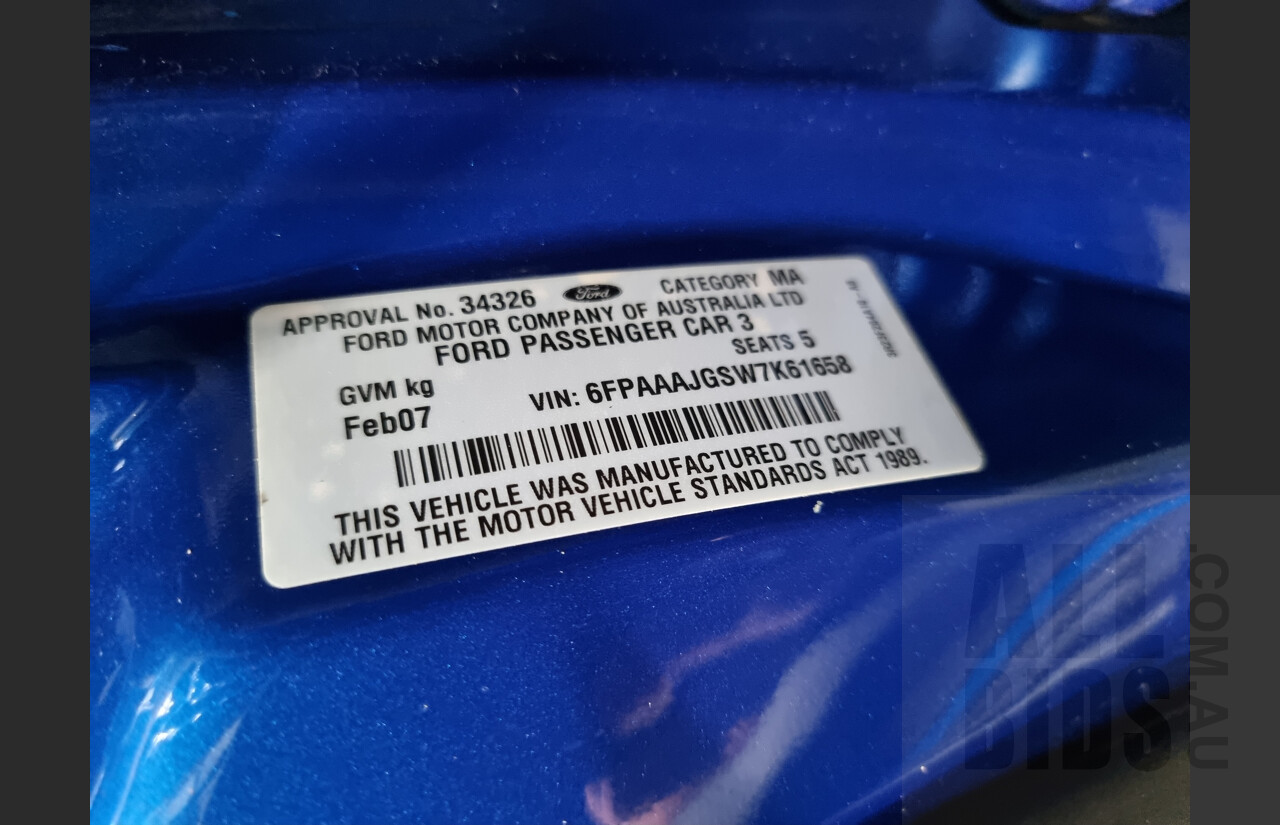 APPROVAL No. 34326 Ford CATEGORY MA
FORD MOTOR COMPANY OF AUSTRALIA LTD
FORD PASSENGER CAR 3
SEATS 5
GVM kg
Feb07
VIN: 6FPAAAJGSW7K61658
THIS VEHICLE WAS MANUFACTURED TO COMPLY
WITH THE MOTOR VEHICLE STANDARDS ACT 1989.
ALL
BIDS
.COM.AU